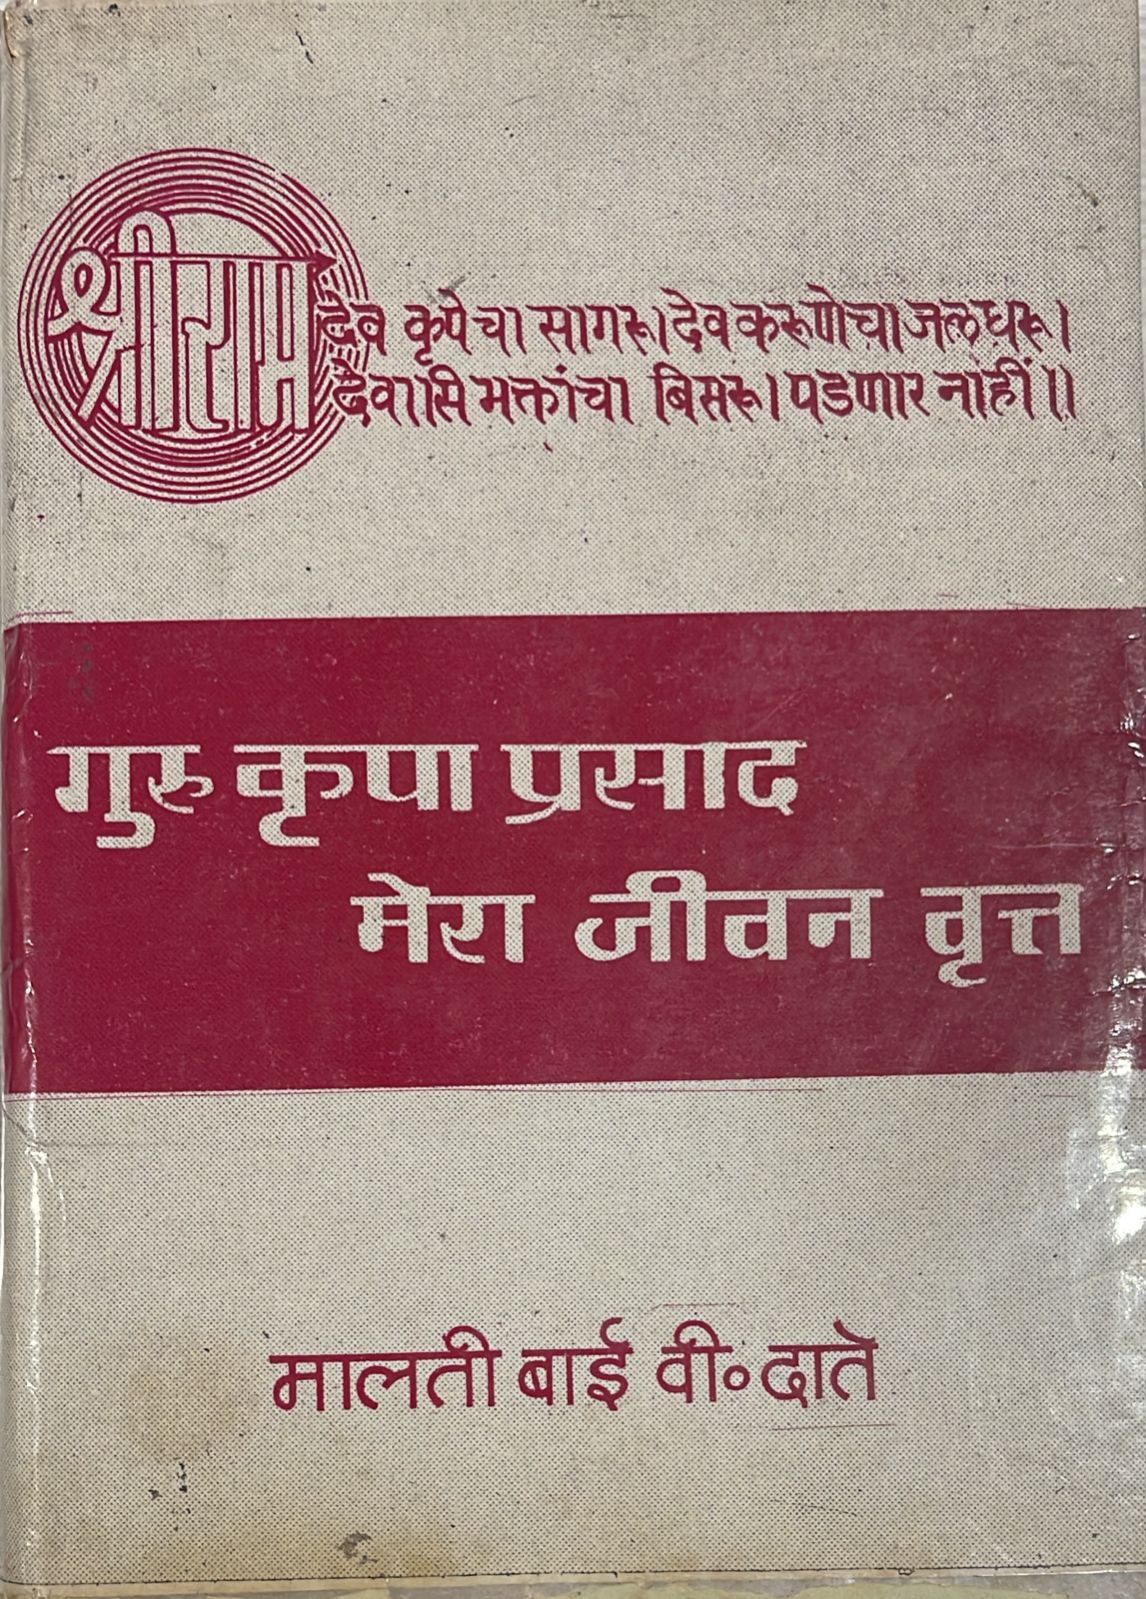 श्रीराम
देव कृपेचा सागरू। देव करूणेचा जलधरू।
देवासि भक्तांचा बिसरू। पडणार नांहीं॥
गुरु कृपा प्रसाद
मेरा जीवन वृत्त
मालती बाई वी॰ दाते